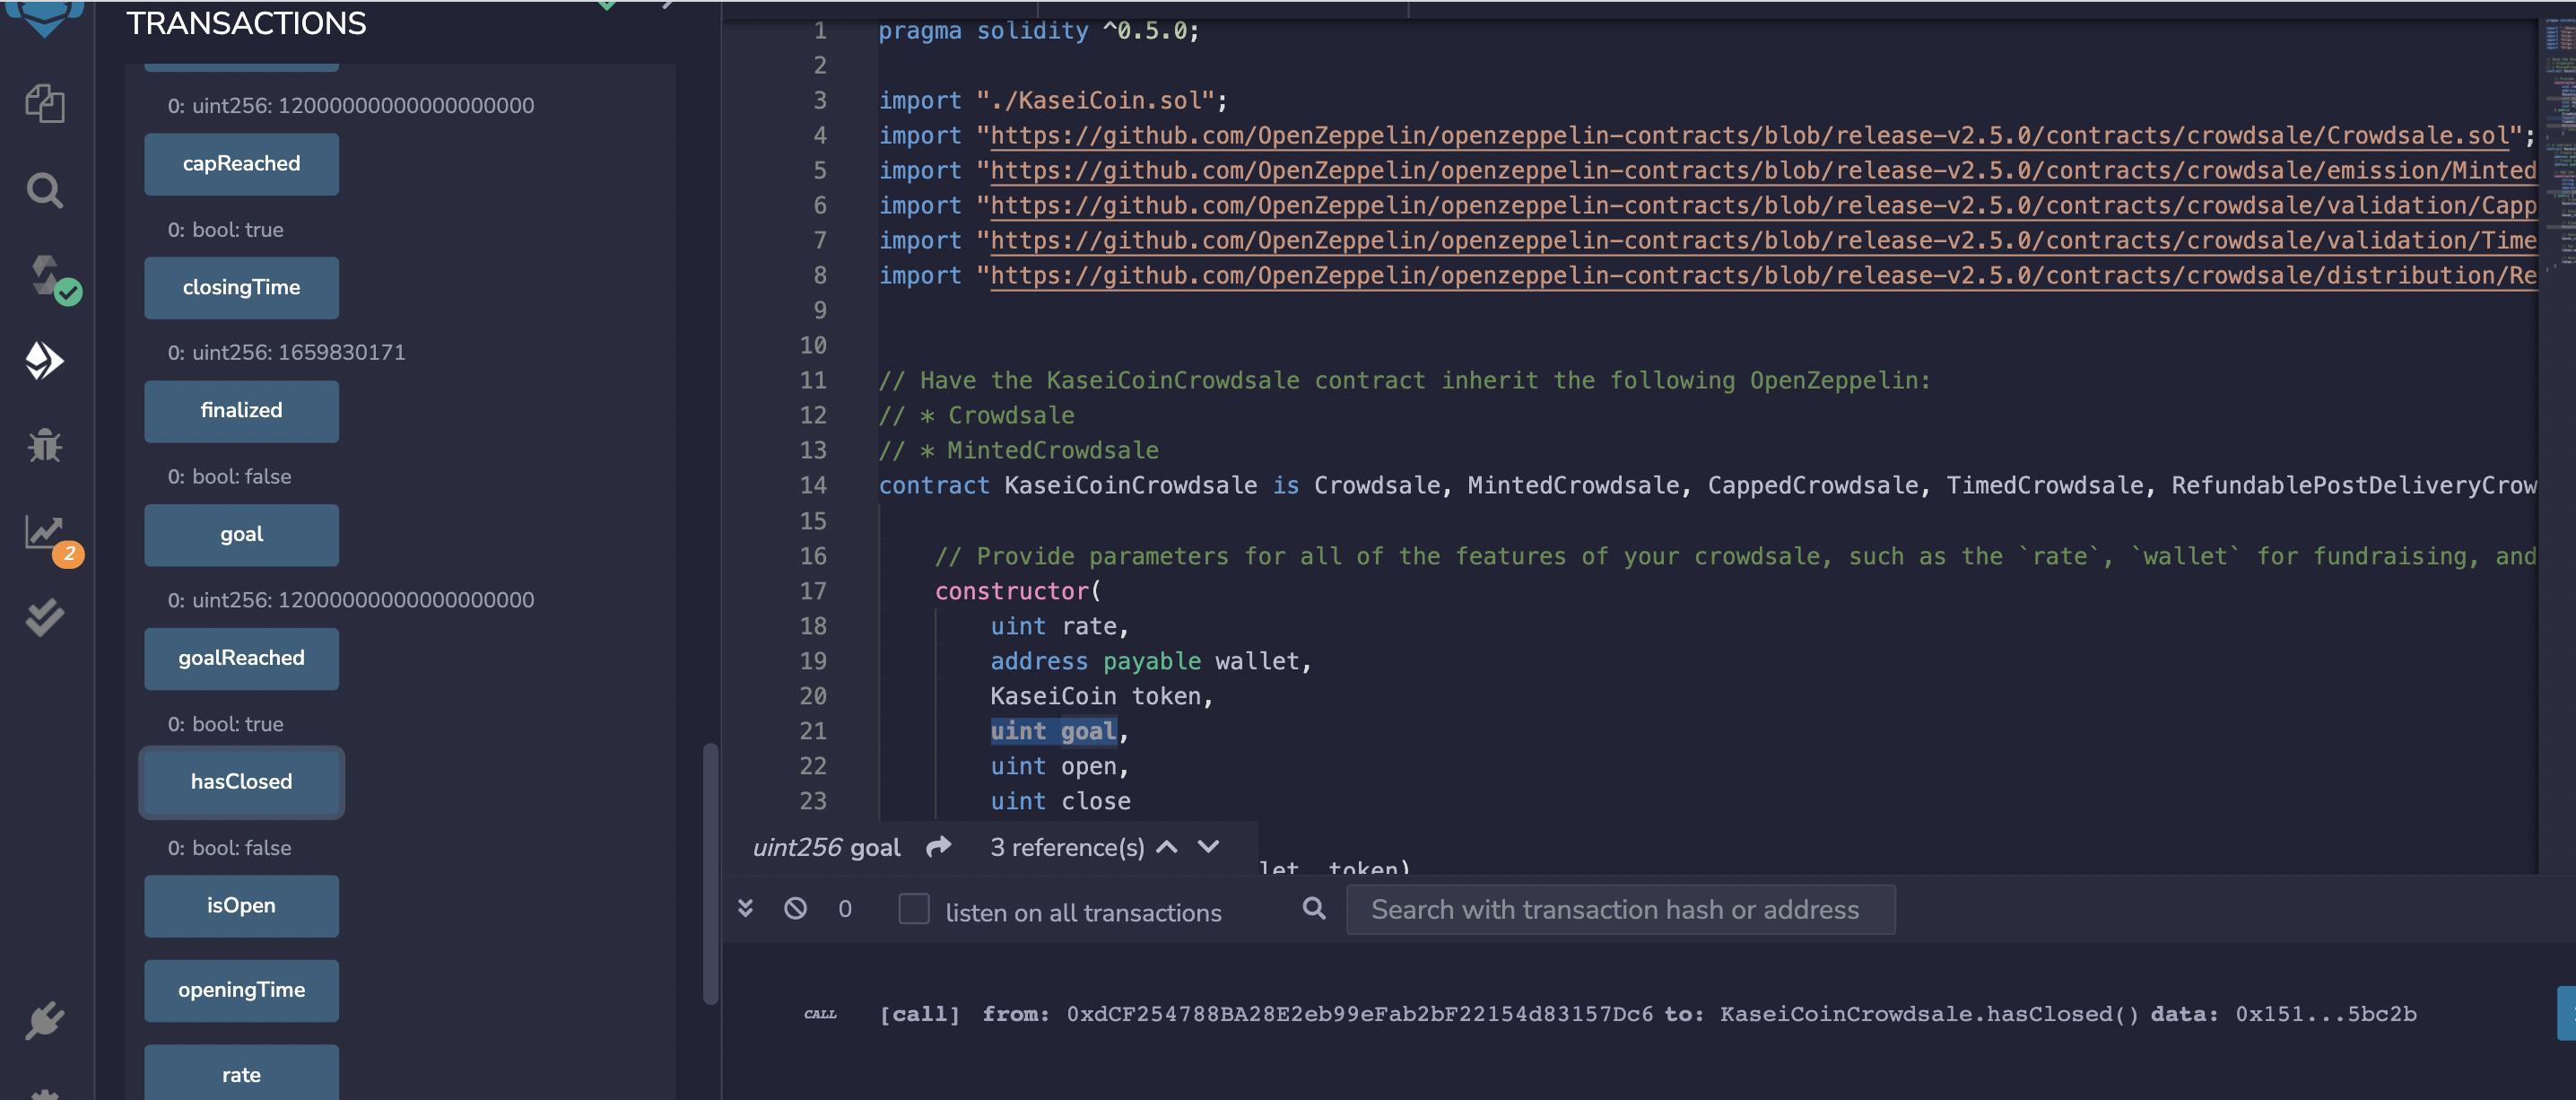 TRANSACTIONS
0: uint256: 12000000000000000000
capReached
0: bool: true
closingTime
0: uint256: 1659830171
finalized
0: bool: false
goal
0: uint256: 12000000000000000000
goalReached
0: bool: true
hasClosed
0: bool: false
isOpen
openingTime
rate
2
1 pragma solidity ^0.5.0;
2
3 import "./KaseiCoin.sol";
4 import "https://github.com/OpenZeppelin/openzeppelin-contracts/blob/release-v2.5.0/contracts/crowdsale/Crowdsale.sol";
5 import "https://github.com/OpenZeppelin/openzeppelin-contracts/blob/release-v2.5.0/contracts/crowdsale/emission/Minted
6 import "https://github.com/OpenZeppelin/openzeppelin-contracts/blob/release-v2.5.0/contracts/crowdsale/validation/Capp
7 import "https://github.com/OpenZeppelin/openzeppelin-contracts/blob/release-v2.5.0/contracts/crowdsale/validation/Time
8 import "https://github.com/OpenZeppelin/openzeppelin-contracts/blob/release-v2.5.0/contracts/crowdsale/distribution/Re
9
10
11 // Have the KaseiCoinCrowdsale contract inherit the following OpenZeppelin:
12 // * Crowdsale
13 // * MintedCrowdsale
14 contract KaseiCoinCrowdsale is Crowdsale, MintedCrowdsale, CappedCrowdsale, TimedCrowdsale, RefundablePostDeliveryCrow
15
16 // Provide parameters for all of the features of your crowdsale, such as the `rate`, `wallet` for fundraising, and
17 constructor(
18 uint rate,
19 address payable wallet,
20 KaseiCoin token,
21 uint goal,
22 uint open,
23 uint close
uint256 goal 3 reference(s)
let, token)
0 listen on all transactions Search with transaction hash or address
CALL [call] from: 0xdCF254788BA28E2eb99eFab2bF22154d83157Dc6 to: KaseiCoinCrowdsale.hasClosed() data: 0x151...5bc2b